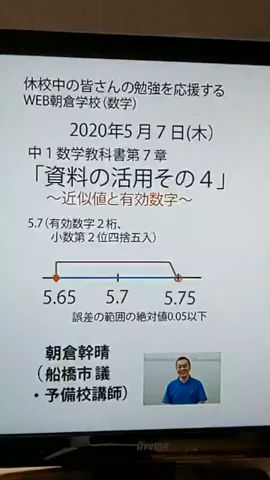 休校中の皆さんの勉強を応援する
WEB朝倉学校(数学)
2020年5月7日(木)
中1数学教科書第7章
「資料の活用その4」
～近似値と有効数字～
5.7(有効数字2桁、
小数第2位四捨五入)
5.65 5.7 5.75
誤差の範囲の絶対値0.05以下
朝倉幹晴
(船橋市議
・予備校講師)
iiyama